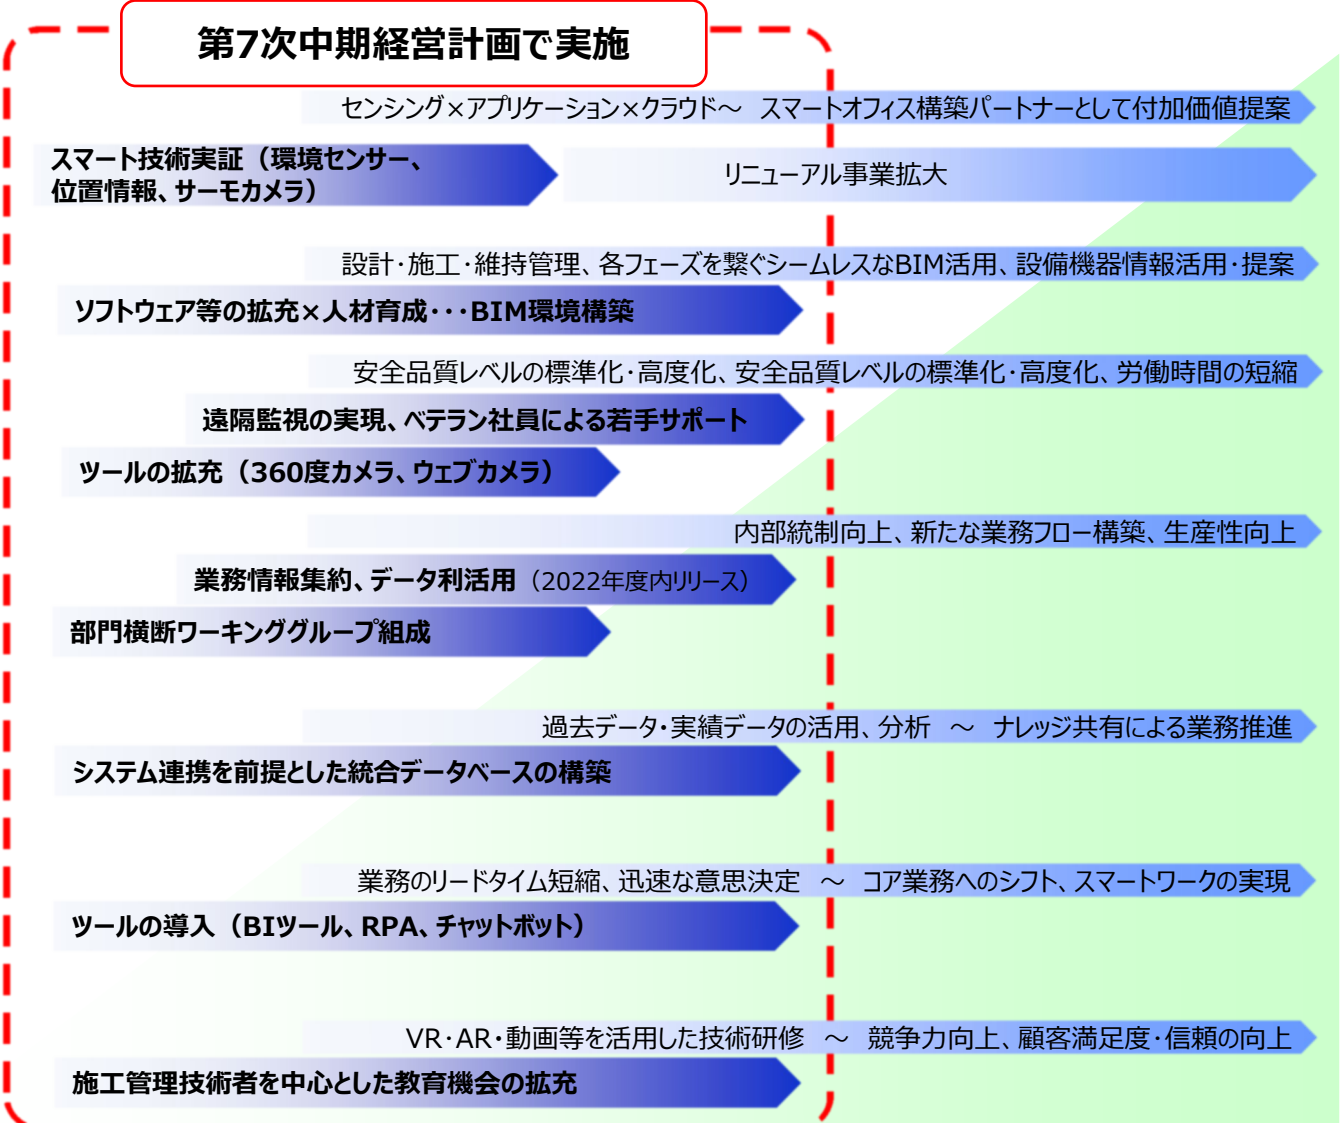 第7次中期経営計画で実施
センシング×アプリケーション×クラウド～ スマートオフィス構築パートナーとして付加価値提案
スマート技術実証（環境センサー、
位置情報、サーモカメラ）
リニューアル事業拡大
設計･施工･維持管理、各フェーズを繋ぐシームレスなBIM活用、設備機器情報活用･提案
ソフトウェア等の拡充×人材育成･･･BIM環境構築
安全品質レベルの標準化･高度化、安全品質レベルの標準化･高度化、労働時間の短縮
遠隔監視の実現、ベテラン社員による若手サポート
ツールの拡充（360度カメラ、ウェブカメラ）
内部統制向上、新たな業務フロー構築、生産性向上
業務情報集約、データ利活用（2022年度内リリース）
部門横断ワーキンググループ組成
過去データ･実績データの活用、分析 ～ ナレッジ共有による業務推進
システム連携を前提とした統合データベースの構築
業務のリードタイム短縮、迅速な意思決定 ～ コア業務へのシフト、スマートワークの実現
ツールの導入（BIツール、RPA、チャットボット）
VR･AR･動画等を活用した技術研修 ～ 競争力向上、顧客満足度･信頼の向上
施工管理技術者を中心とした教育機会の拡充